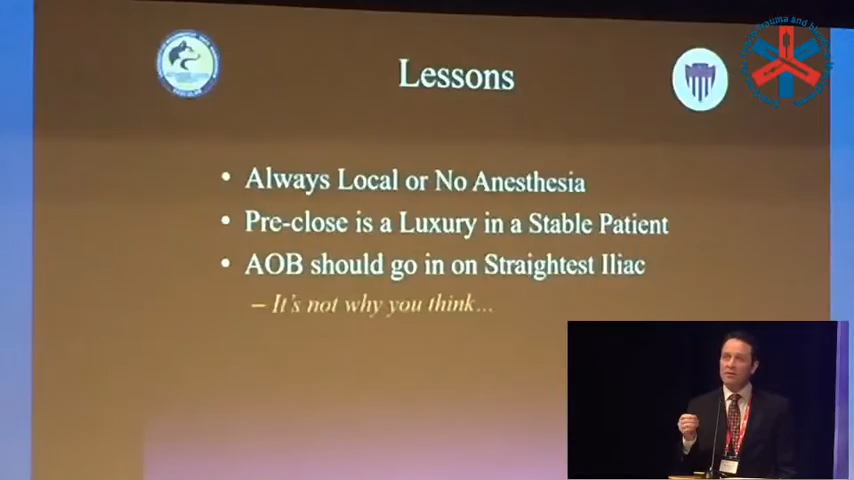 Lessons
• Always Local or No Anesthesia
• Pre-close is a Luxury in a Stable Patient
• AOB should go in on Straightest Iliac
– It's not why you think...